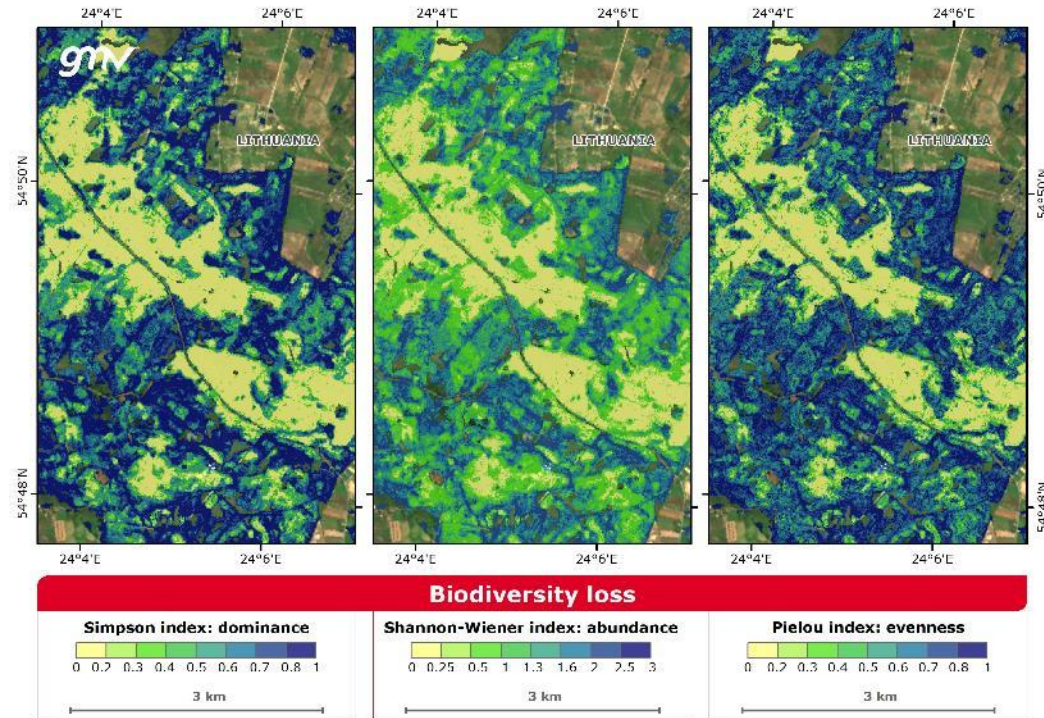 24°4'E 24°6'E 24°4'E 24°6'E 24°4'E 24°6'E
gmv
LITHUANIA LITHUANIA LITHUANIA
54°50'N 54°50'N
54°48'N 54°48'N
24°4'E 24°6'E 24°4'E 24°6'E 24°4'E 24°6'E
Biodiversity loss
Simpson index: dominance Shannon-Wiener index: abundance Pielou index: evenness
0 0.2 0.3 0.4 0.5 0.6 0.7 0.8 1 0 0.25 0.5 1 1.3 1.6 2 2.5 3 0 0.2 0.3 0.4 0.5 0.6 0.7 0.8 1
3 km 3 km 3 km